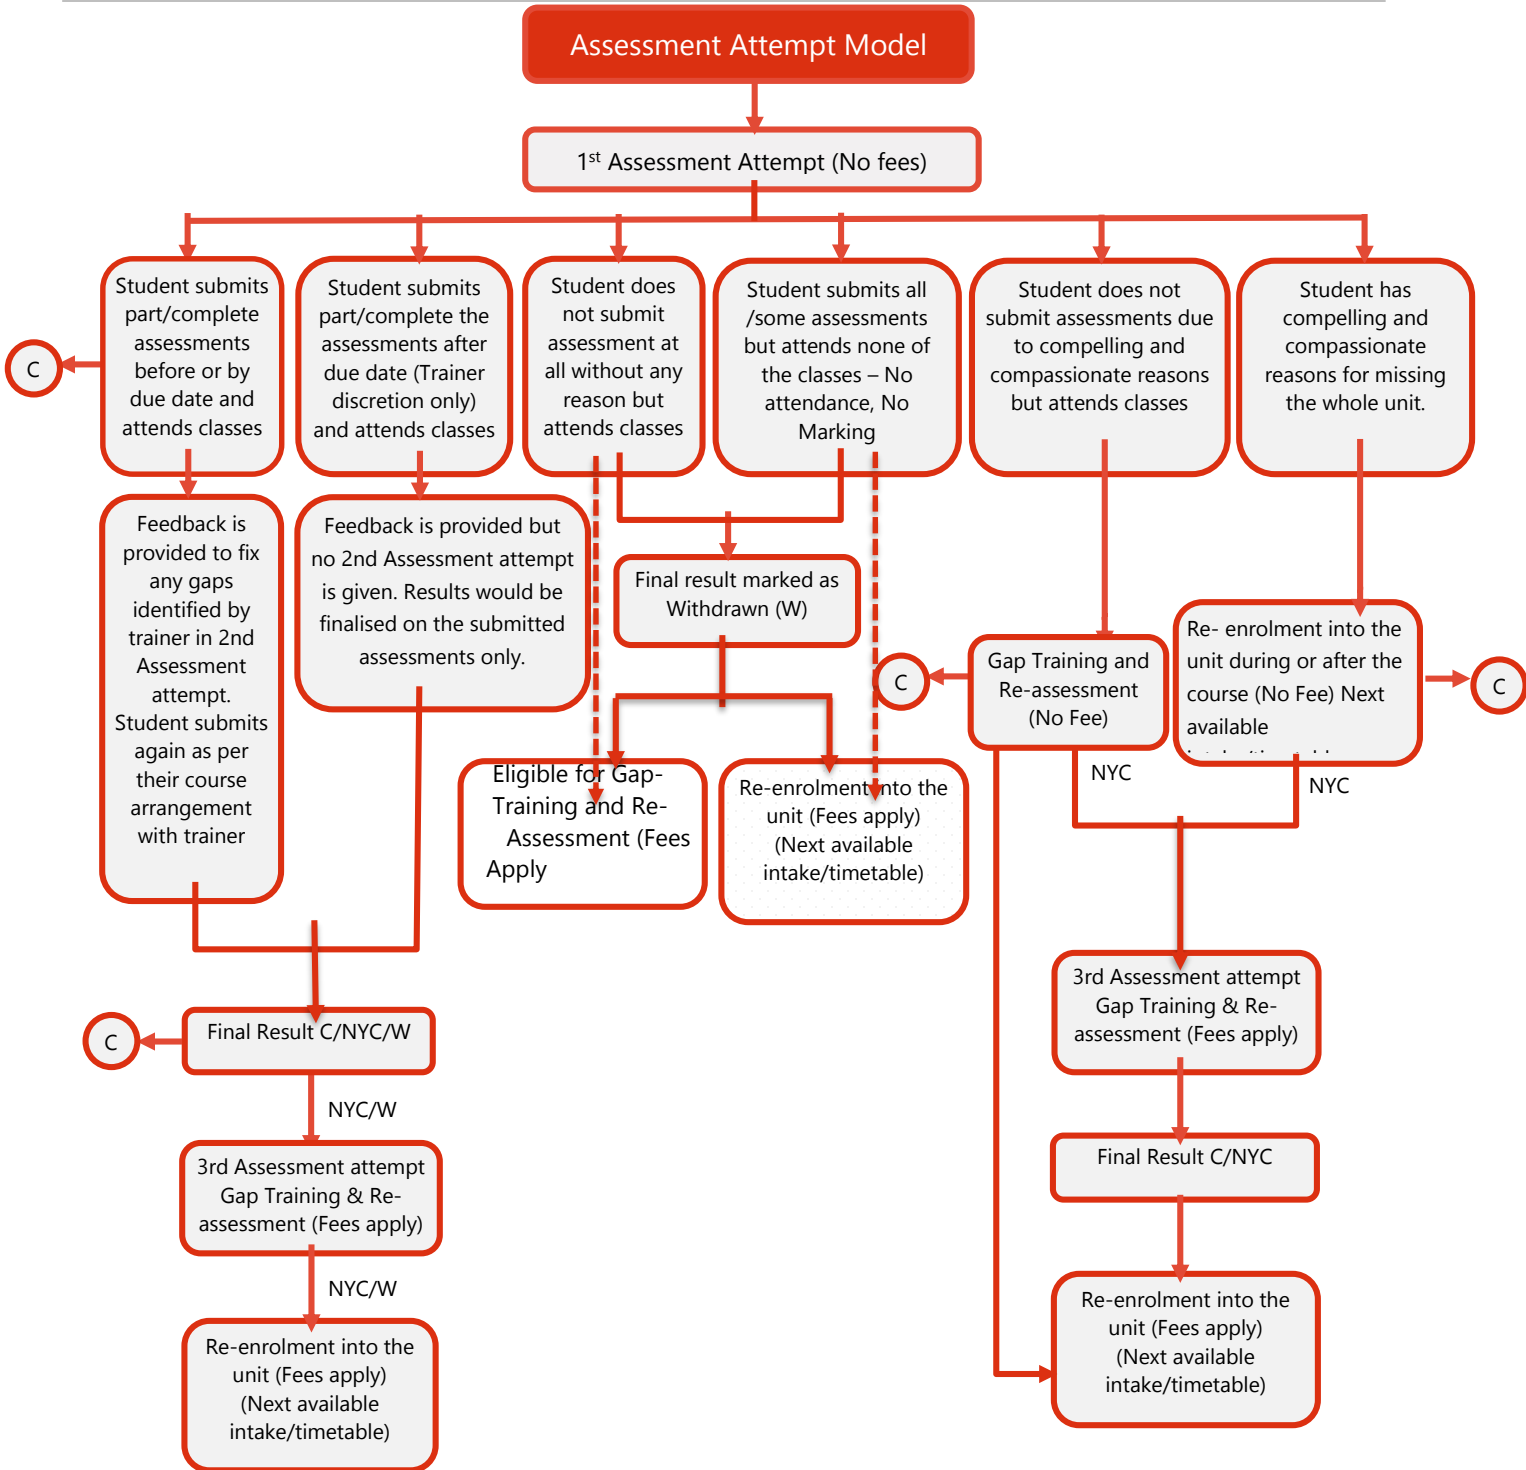 Assessment Attempt Model
1st Assessment Attempt (No fees)
Student submits
part/complete
assessments
before or by
due date and
attends classes
Student submits
part/complete the
assessments after
due date (Trainer
discretion only)
and attends classes
Student does
not submit
assessment at
all without any
reason but
attends classes
Student submits all
/some assessments
but attends none of
the classes – No
attendance, No
Marking
Student does not
submit assessments due
to compelling and
compassionate reasons
but attends classes
Student has
compelling and
compassionate
reasons for missing
the whole unit.
C
Feedback is
provided to fix
any gaps
identified by
trainer in 2nd
Assessment
attempt.
Student submits
again as per
their course
arrangement
with trainer
Feedback is provided but
no 2nd Assessment attempt
is given. Results would be
finalised on the submitted
assessments only.
Final result marked as
Withdrawn (W)
C
Gap Training and
Re-assessment
(No Fee)
Re- enrolment into the
unit during or after the
course (No Fee) Next
available
C
NYC
NYC
Eligible for Gap-
Training and Re-
Assessment (Fees
Apply
Re-enrolment into the
unit (Fees apply)
(Next available
intake/timetable)
3rd Assessment attempt
Gap Training & Re-
assessment (Fees apply)
Final Result C/NYC
Re-enrolment into the
unit (Fees apply)
(Next available
intake/timetable)
C
Final Result C/NYC/W
NYC/W
3rd Assessment attempt
Gap Training & Re-
assessment (Fees apply)
NYC/W
Re-enrolment into the
unit (Fees apply)
(Next available
intake/timetable)